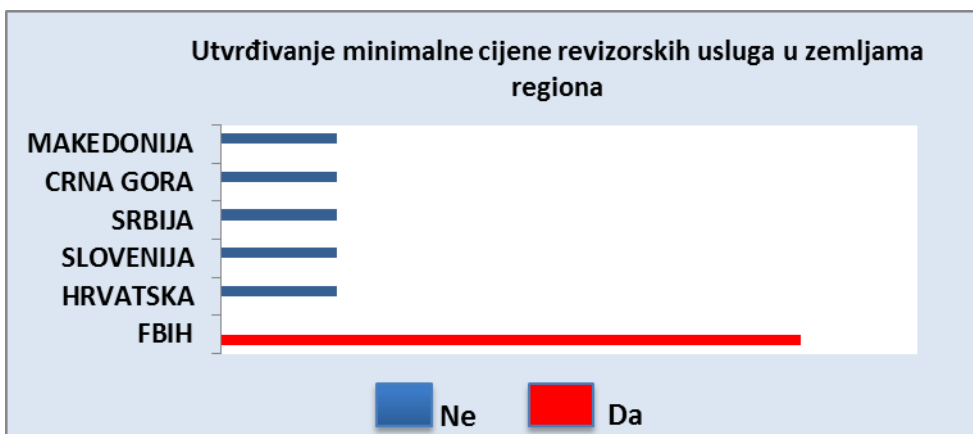 Utvrđivanje minimalne cijene revizorskih usluga u zemljama
regiona
MAKEDONIJA
CRNA GORA
SRBIJA
SLOVENIJA
HRVATSKA
FBIH
Ne Da